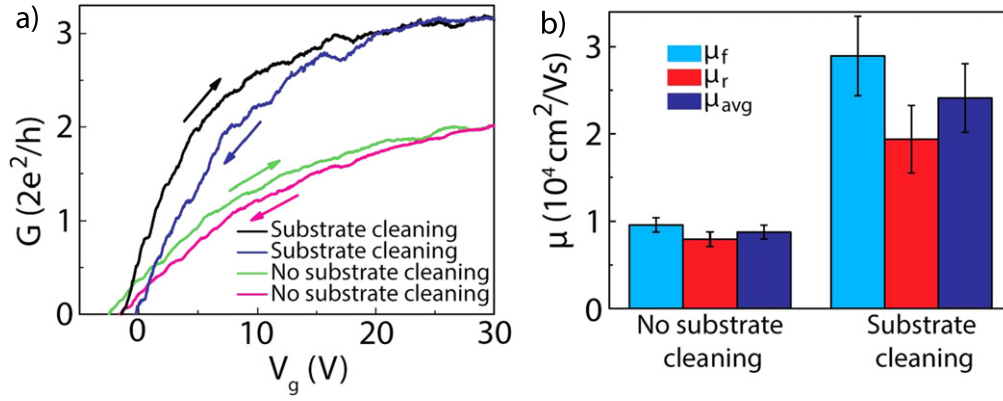 a)
G (2e²/h)
3
2
1
0
0
10
20
30
V_g (V)
Substrate cleaning
Substrate cleaning
No substrate cleaning
No substrate cleaning
b)
μ (10⁴ cm²/Vs)
3
2
1
0
μ_f
μ_r
μ_avg
No substrate
cleaning
Substrate
cleaning